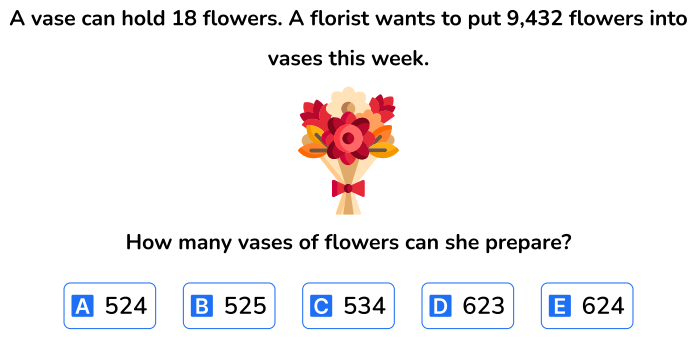 A vase can hold 18 flowers. A florist wants to put 9,432 flowers into
vases this week.
How many vases of flowers can she prepare?
A 524 B 525 C 534 D 623 E 624